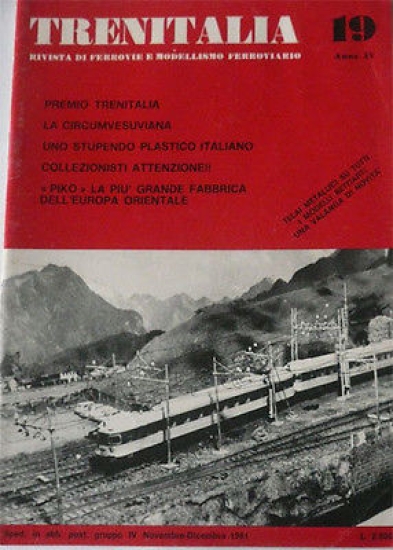 TRENITALIA
19
RIVISTA DI FERROVIE E MODELLISMO FERROVIARIO
Anno IV
PREMIO TRENITALIA
LA CIRCUMVESUVIANA
UNO STUPENDO PLASTICO ITALIANO
COLLEZIONISTI ATTENZIONE!!
« PIKO » LA PIU' GRANDE FABBRICA
DELL'EUROPA ORIENTALE
TELAI METALLICI SU TUTTI
I MODELLI
UNA VALANGA DI NOVITA'
Sped. in abb. post. gruppo IV Novembre-Dicembre 1981
L.